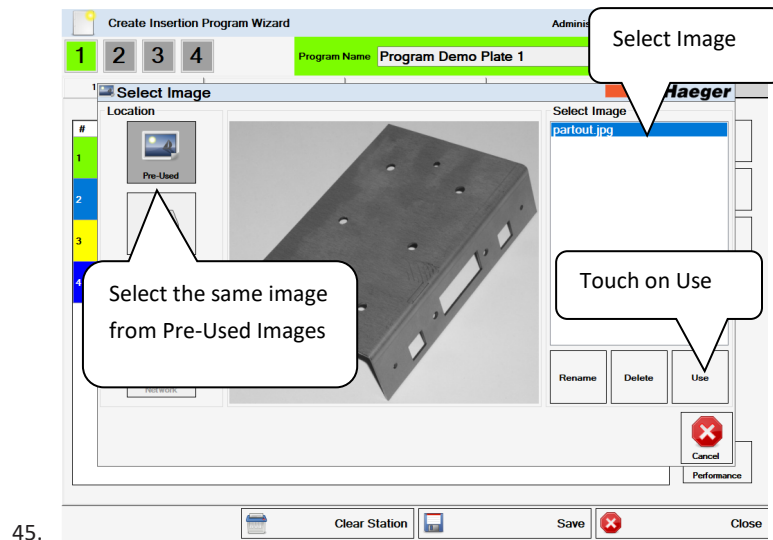 Create Insertion Program Wizard
Adminis
Select Image
1 2 3 4
Program Name Program Demo Plate 1
1
Select Image
Haeger
Location
Select Image
#
partout.jpg
1
Pre-Used
2
3
4
Select the same image
from Pre-Used Images
Touch on Use
Network
Rename
Delete
Use
Cancel
Performance
Clear Station
Save
Close
45.